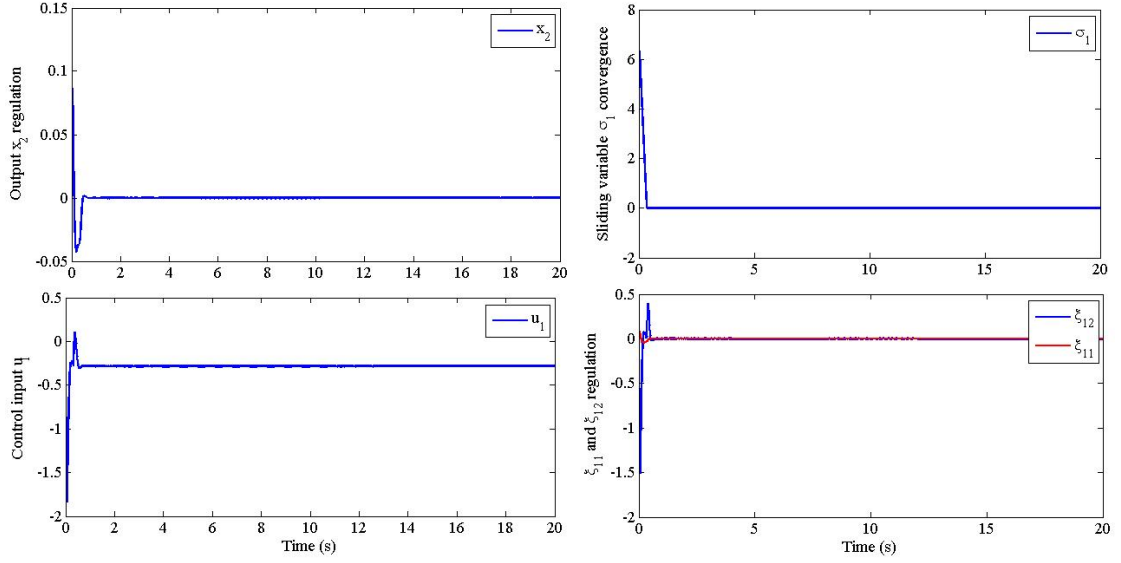 Output x2 regulation
0.15
0.1
0.05
0
-0.05
x2
0 2 4 6 8 10 12 14 16 18 20
Sliding variable σ1 convergence
8
6
4
2
0
-2
σ1
0 5 10 15 20
Control input u1
0.5
0
-0.5
-1
-1.5
-2
u1
0 2 4 6 8 10 12 14 16 18 20
Time (s)
ξ11 and ξ12 regulation
0.5
0
-0.5
-1
-1.5
-2
ξ12
ξ11
0 5 10 15 20
Time (s)